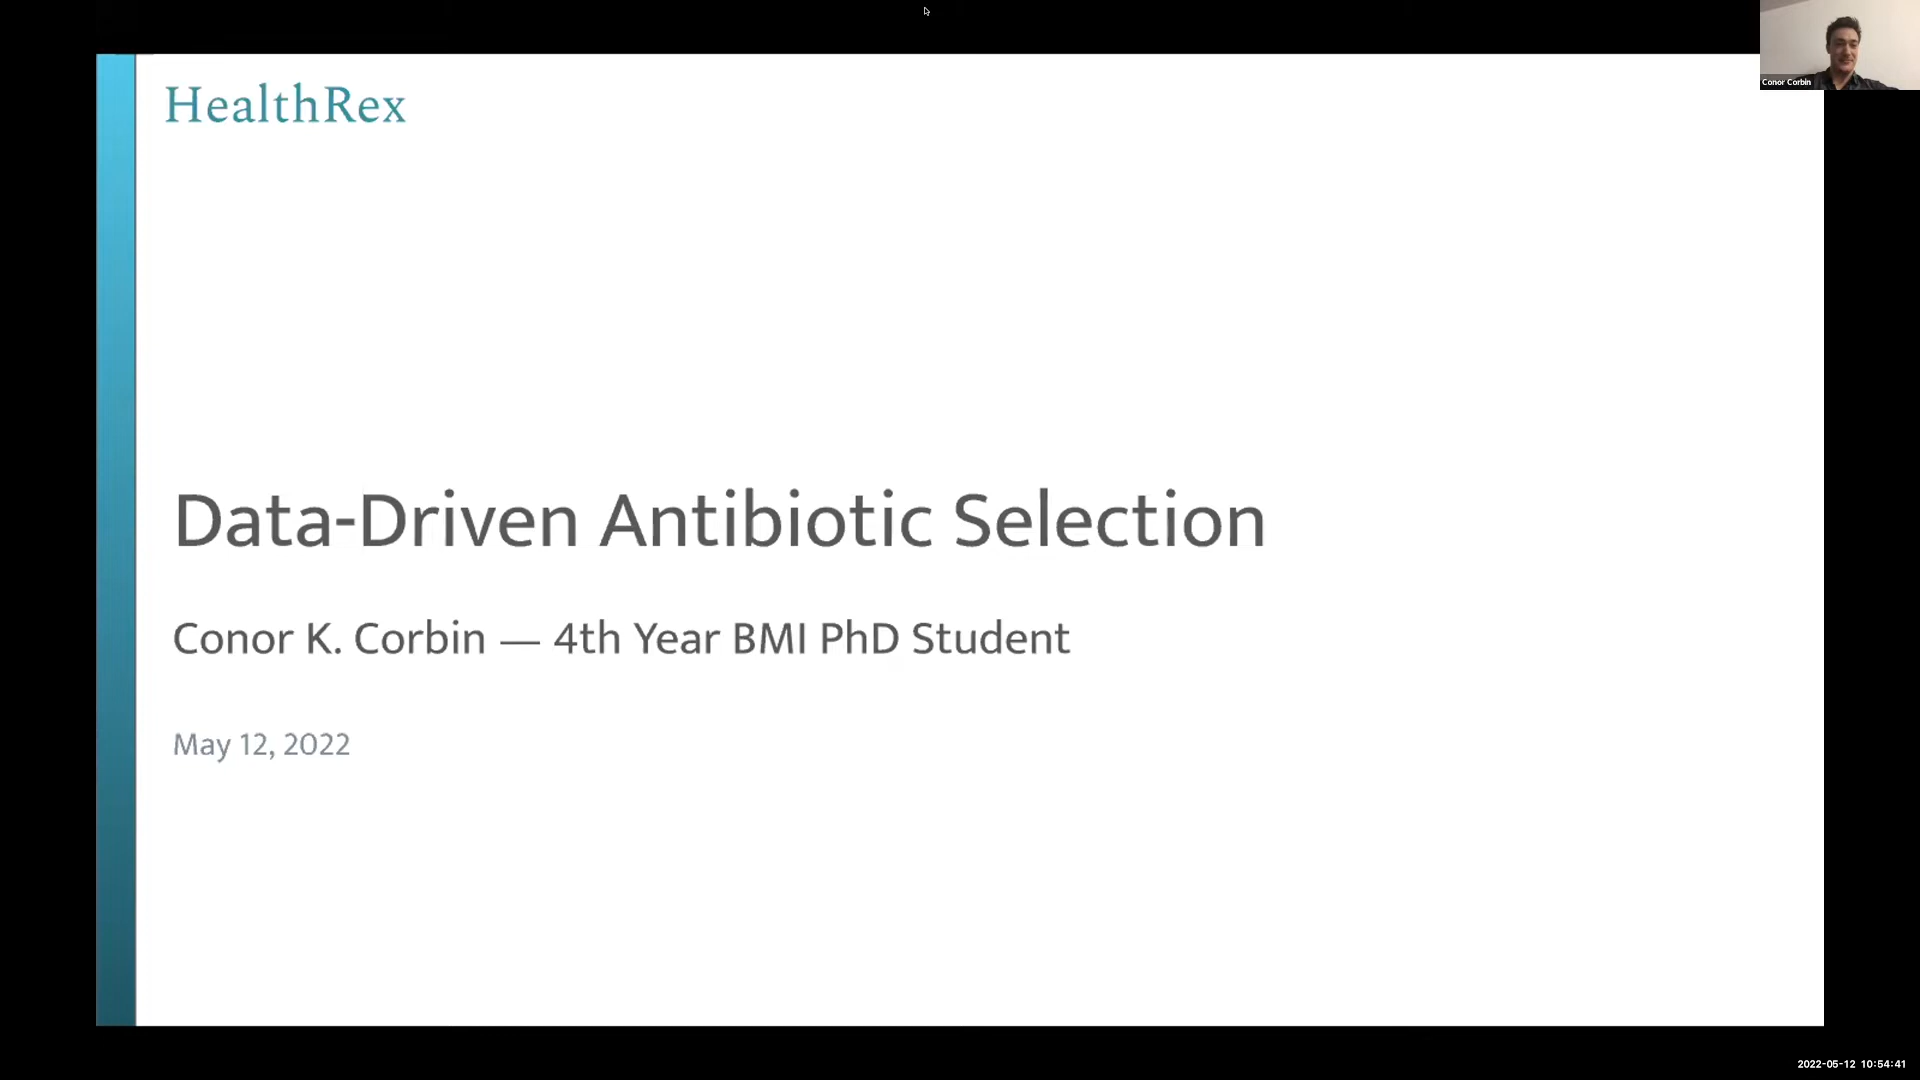 HealthRex
Conor Corbin
Data-Driven Antibiotic Selection
Conor K. Corbin — 4th Year BMI PhD Student
May 12, 2022
2022-05-12 10:54:41